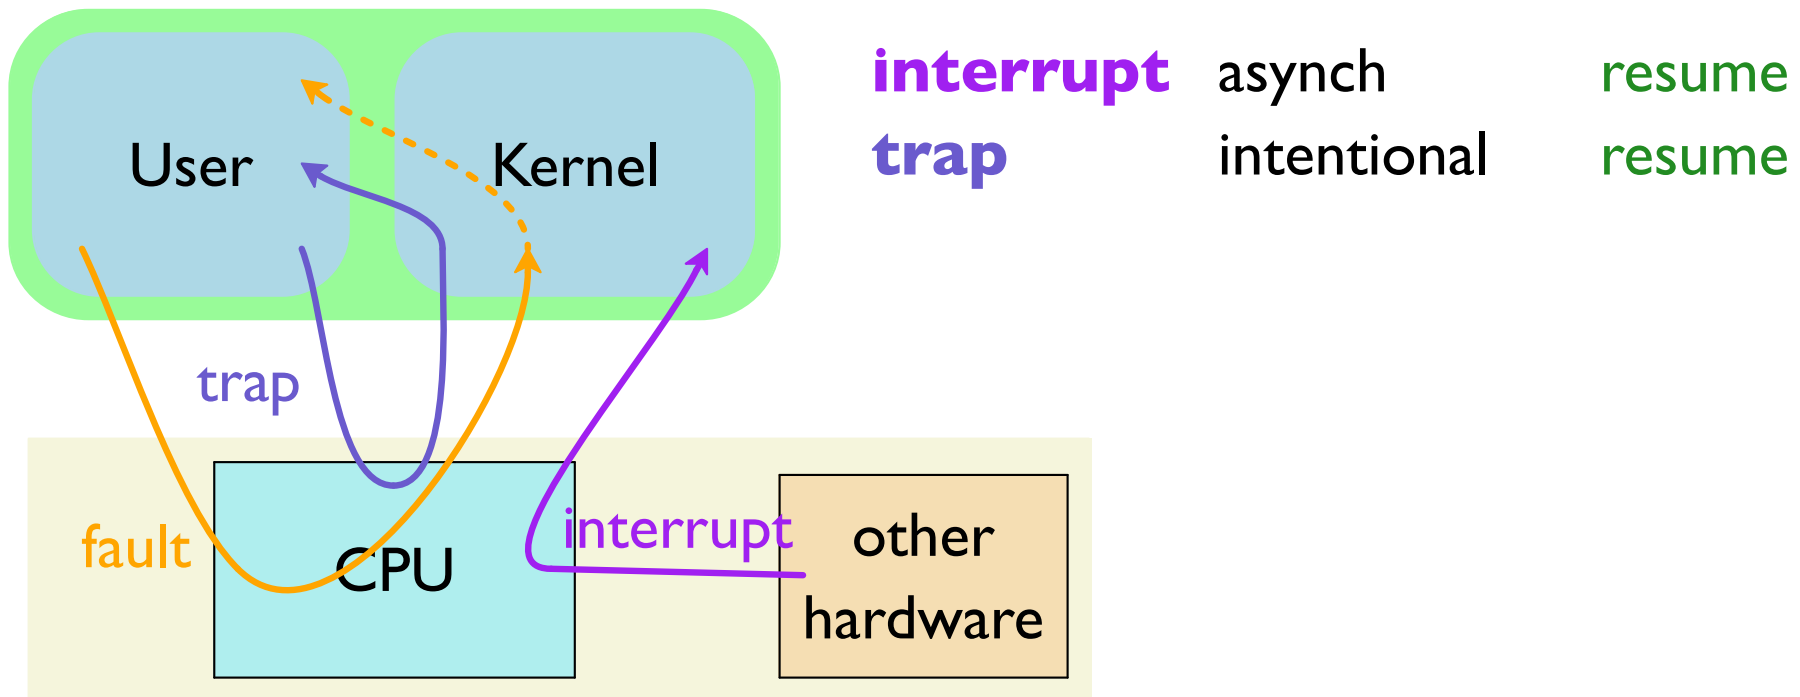 User
Kernel
interrupt asynch resume
trap intentional resume
trap
fault
CPU
interrupt
other
hardware